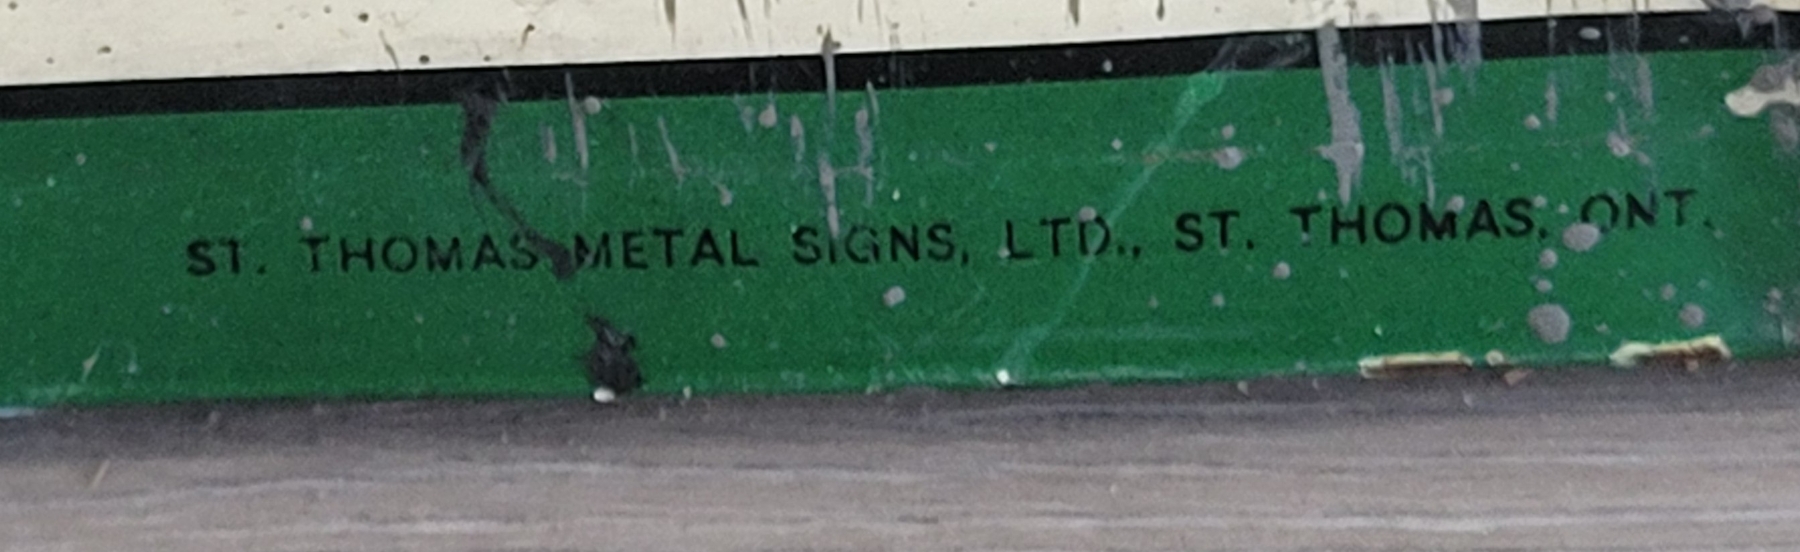 ST. THOMAS METAL SIGNS, LTD., ST. THOMAS, ONT.